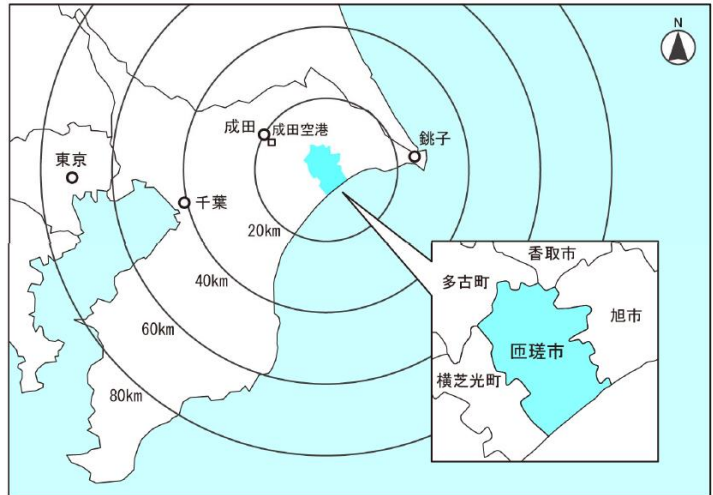 N
成田
成田空港
銚子
東京
千葉
20km
40km
60km
80km
香取市
多古町
旭市
匝瑳市
横芝光町